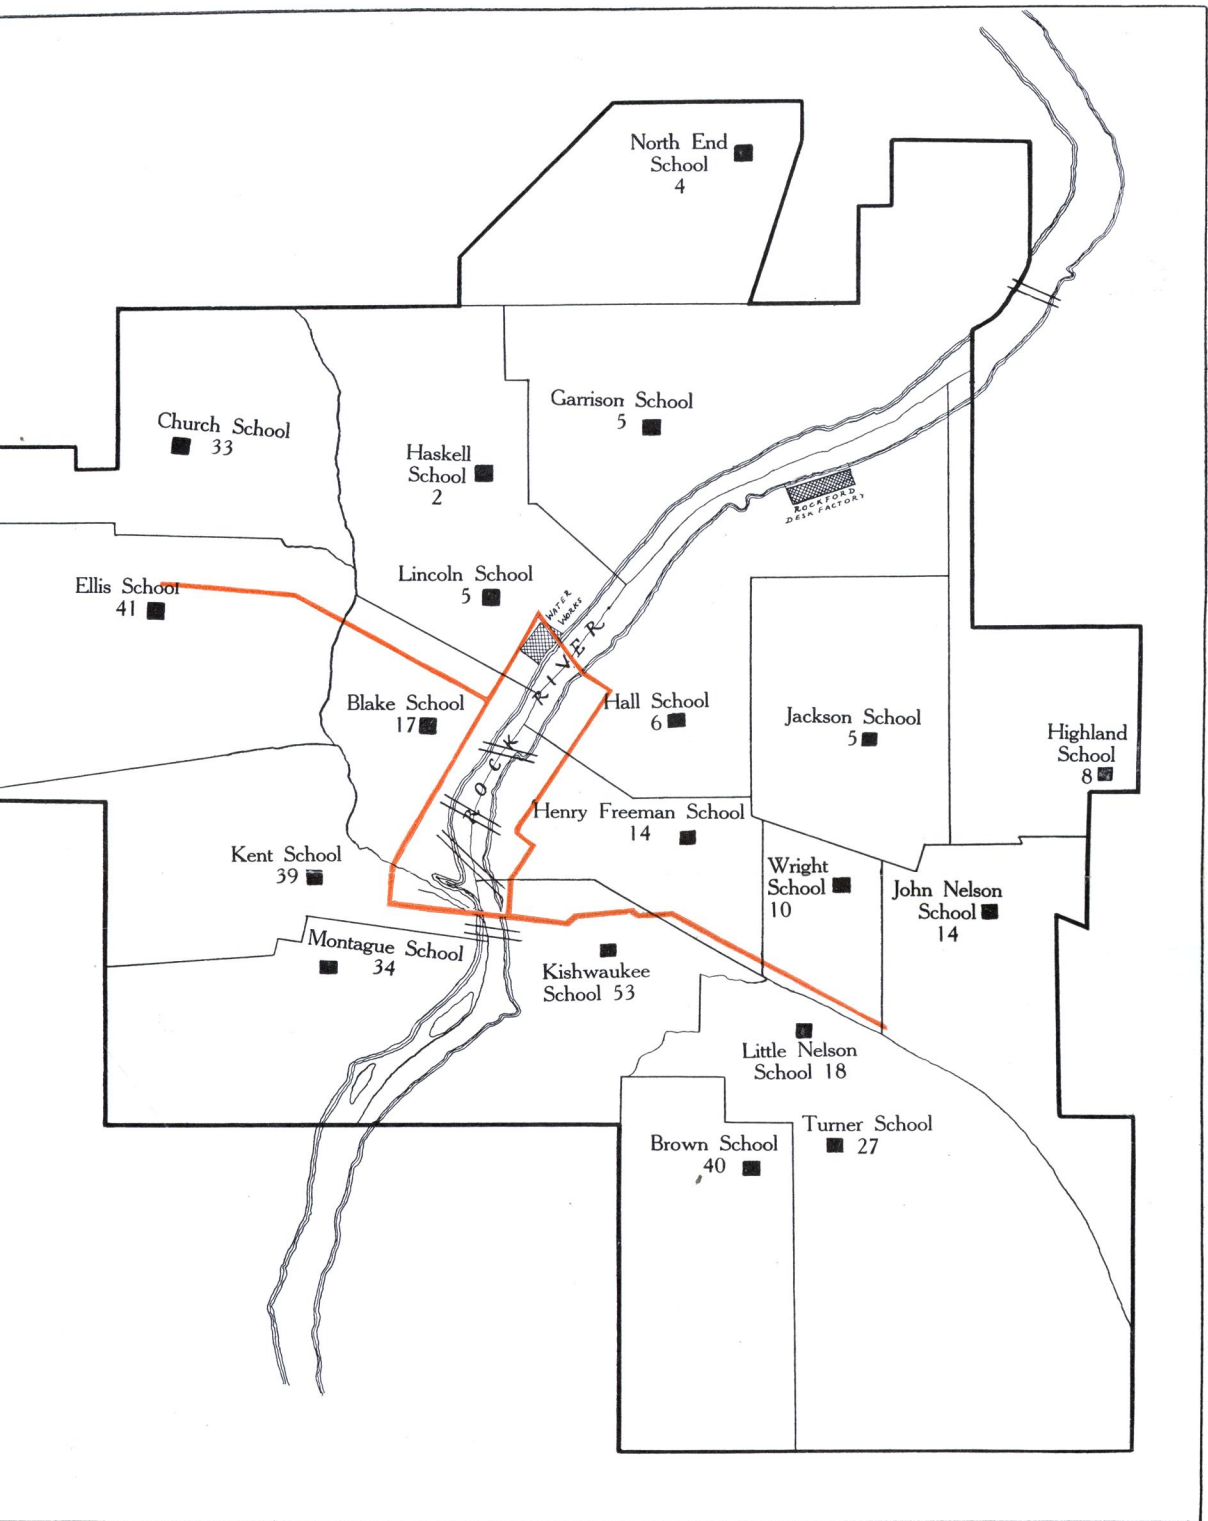 North End
School
4
Garrison School
5
Church School
33
Haskell
School
2
ROCKFORD
DESK FACTORY
Lincoln School
5
Ellis School
41
WATER
WORKS
ROCK RIVER
Blake School
17
Hall School
6
Jackson School
5
Highland
School
8
Henry Freeman School
14
Kent School
39
Wright
School
10
John Nelson
School
14
Montague School
34
Kishwaukee
School 53
Little Nelson
School 18
Turner School
27
Brown School
40